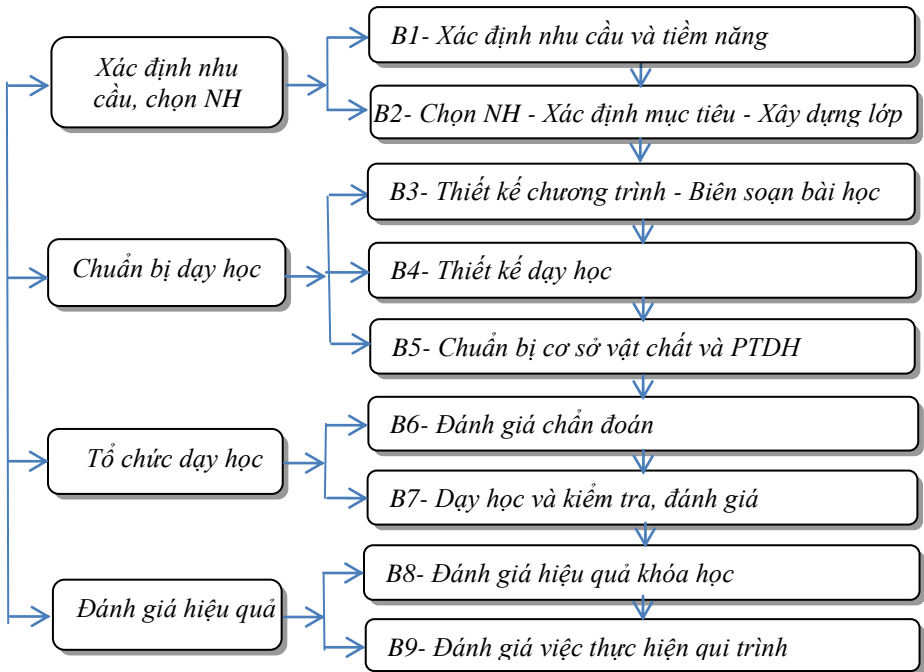 Xác định nhu
cầu, chọn NH
B1- Xác định nhu cầu và tiềm năng
B2- Chọn NH - Xác định mục tiêu - Xây dựng lớp
Chuẩn bị dạy học
B3- Thiết kế chương trình - Biên soạn bài học
B4- Thiết kế dạy học
B5- Chuẩn bị cơ sở vật chất và PTDH
Tổ chức dạy học
B6- Đánh giá chẩn đoán
B7- Dạy học và kiểm tra, đánh giá
Đánh giá hiệu quả
B8- Đánh giá hiệu quả khóa học
B9- Đánh giá việc thực hiện qui trình